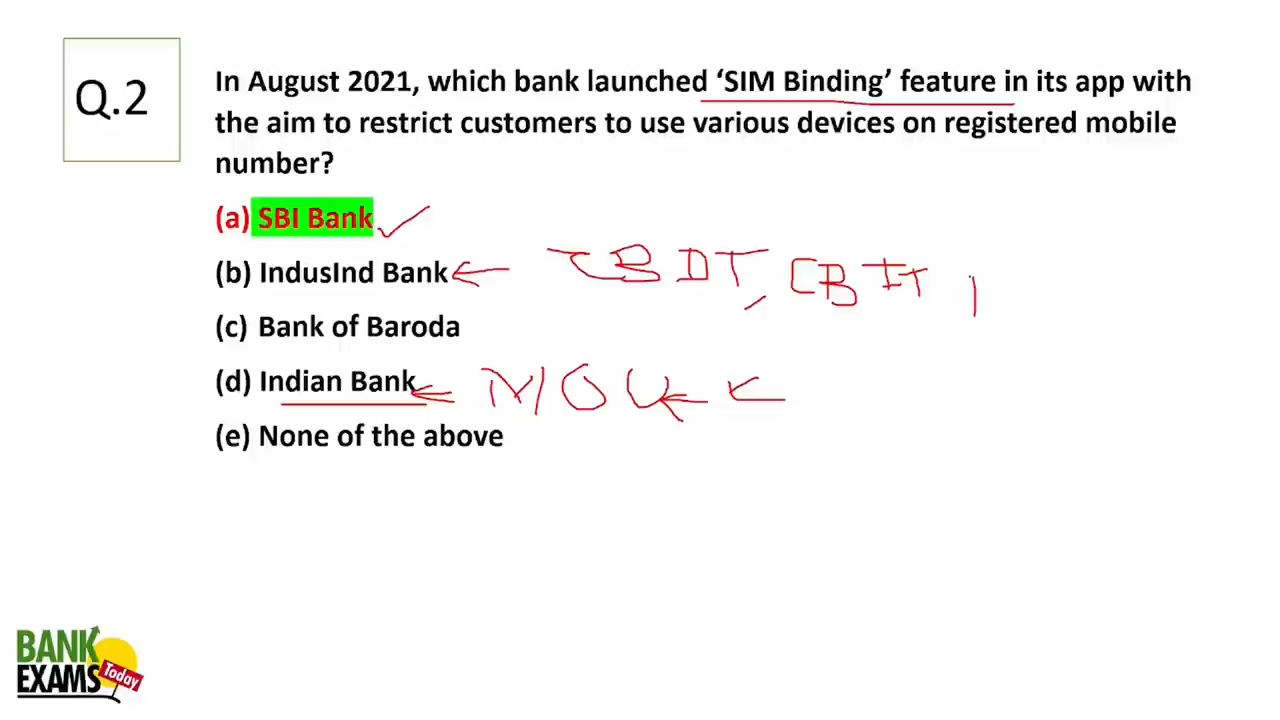 Q.2
In August 2021, which bank launched ‘SIM Binding’ feature in its app with
the aim to restrict customers to use various devices on registered mobile
number?
(a) SBI Bank
(b) IndusInd Bank CBDT, CBIT
(c) Bank of Baroda
(d) Indian Bank MOU
(e) None of the above
BANK
EXAMS Today